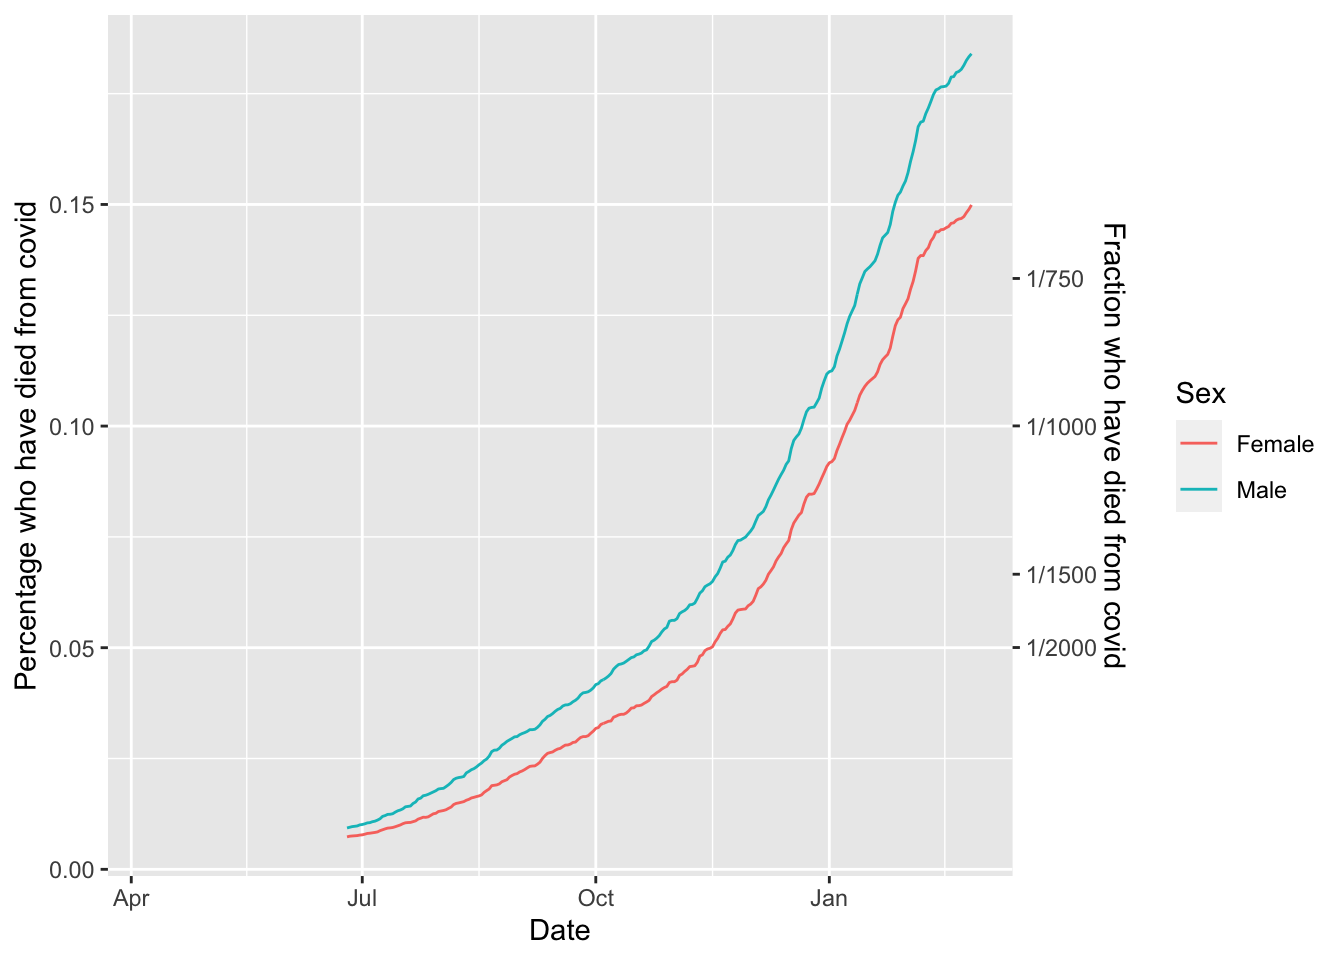 Percentage who have died from covid
0.15
0.10
0.05
0.00
Apr
Jul
Oct
Jan
Date
1/750
1/1000
1/1500
1/2000
Fraction who have died from covid
Sex
Female
Male